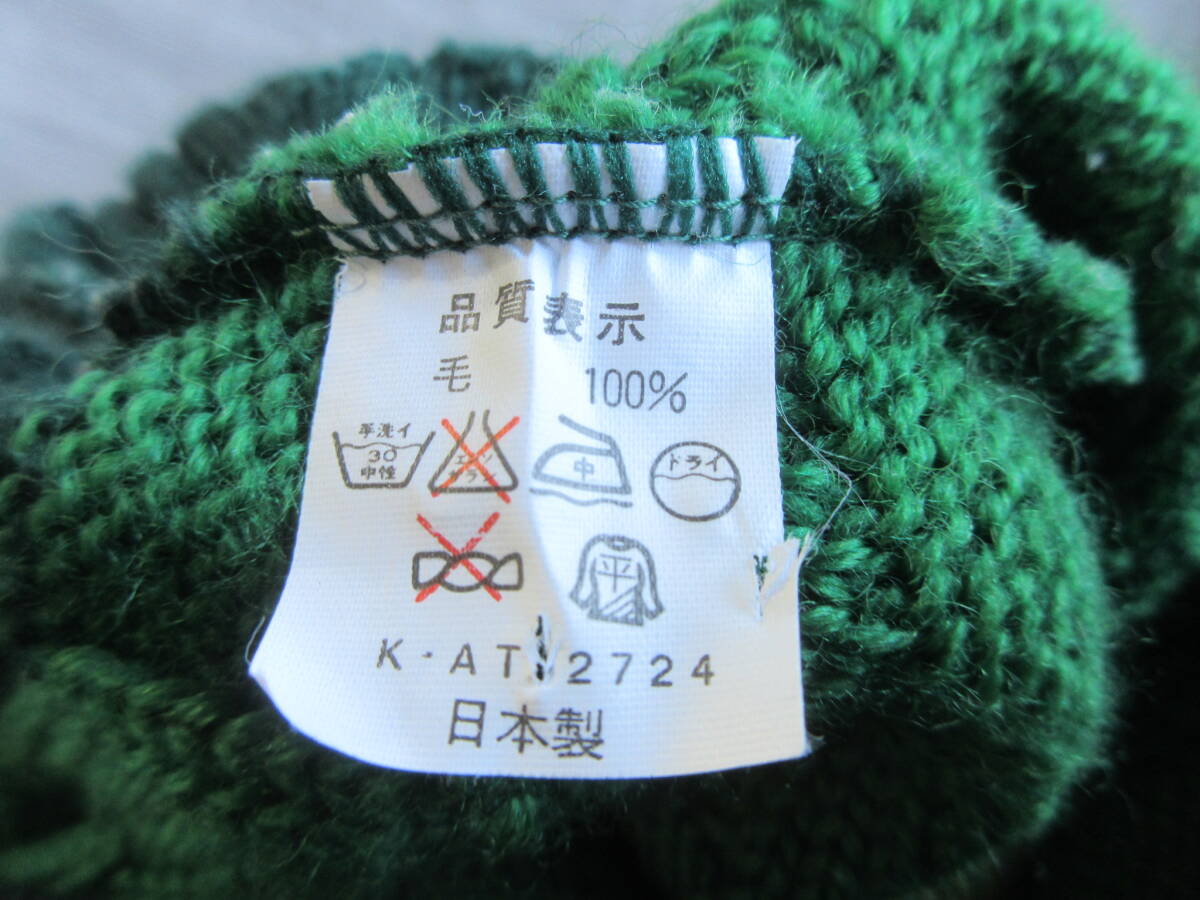 品質表示
毛 100%
手洗イ 30 中性 エンソサラシ 中 ドライ
平
K・AT 2724
日本製